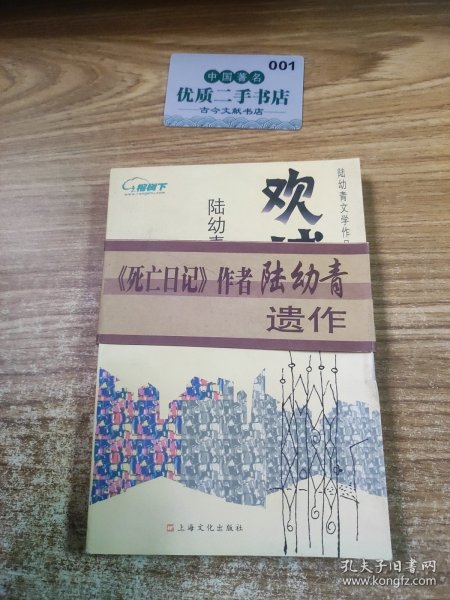 001
中国著名
优质二手书店
古今文献书店
榕树下
www.rongshu.com
陆幼青文学作品
欢
陆幼青
《死亡日记》作者 陆幼青
遗作
上海文化出版社
孔夫子旧书网
www.kongfz.com